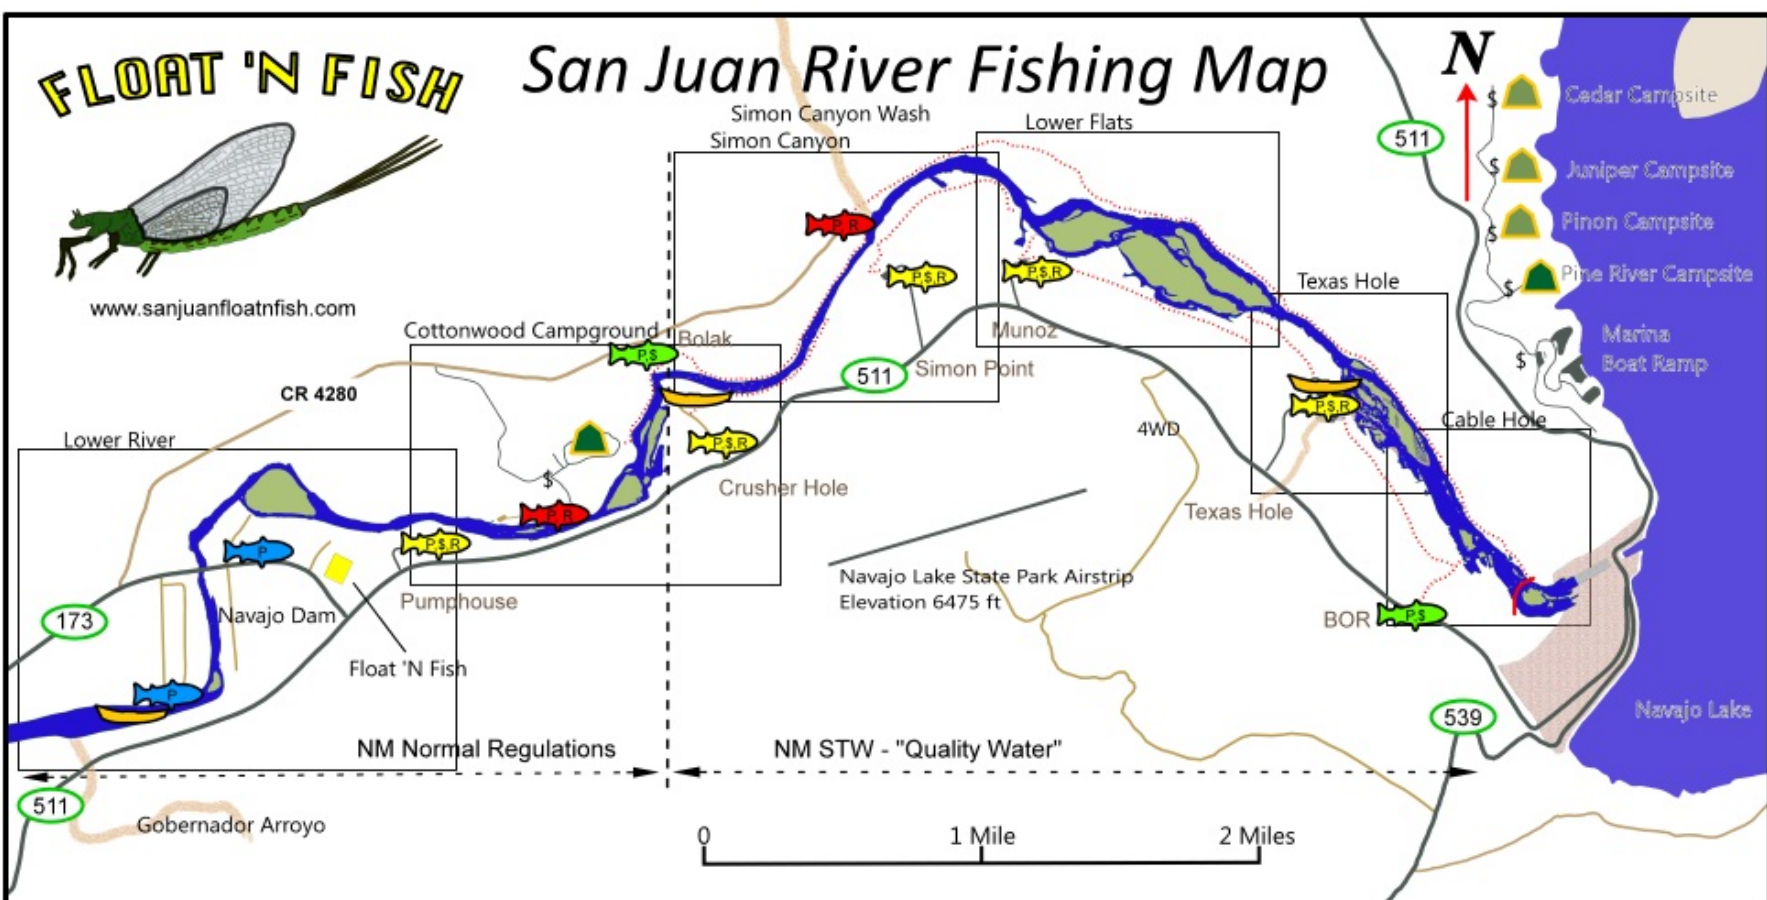 FLOAT 'N FISH
San Juan River Fishing Map
N
www.sanjuanfloatnfish.com
Simon Canyon Wash
Simon Canyon
Lower Flats
511
$
Cedar Campsite
$
Juniper Campsite
$
Pinon Campsite
$
Pine River Campsite
P,R
P,$,R
P,$,R
Texas Hole
Munoz
Simon Point
511
Cottonwood Campground
P,$
Bolak
CR 4280
Marina
Boat Ramp
$
P,$,R
Cable Hole
4WD
Lower River
P,$,R
$
Crusher Hole
P,R
P,$,R
Texas Hole
P
Navajo Lake State Park Airstrip
Elevation 6475 ft
Pumphouse
Navajo Dam
173
BOR
P,$
Float 'N Fish
P
Navajo Lake
539
NM Normal Regulations
NM STW - "Quality Water"
511
Gobernador Arroyo
0
1 Mile
2 Miles